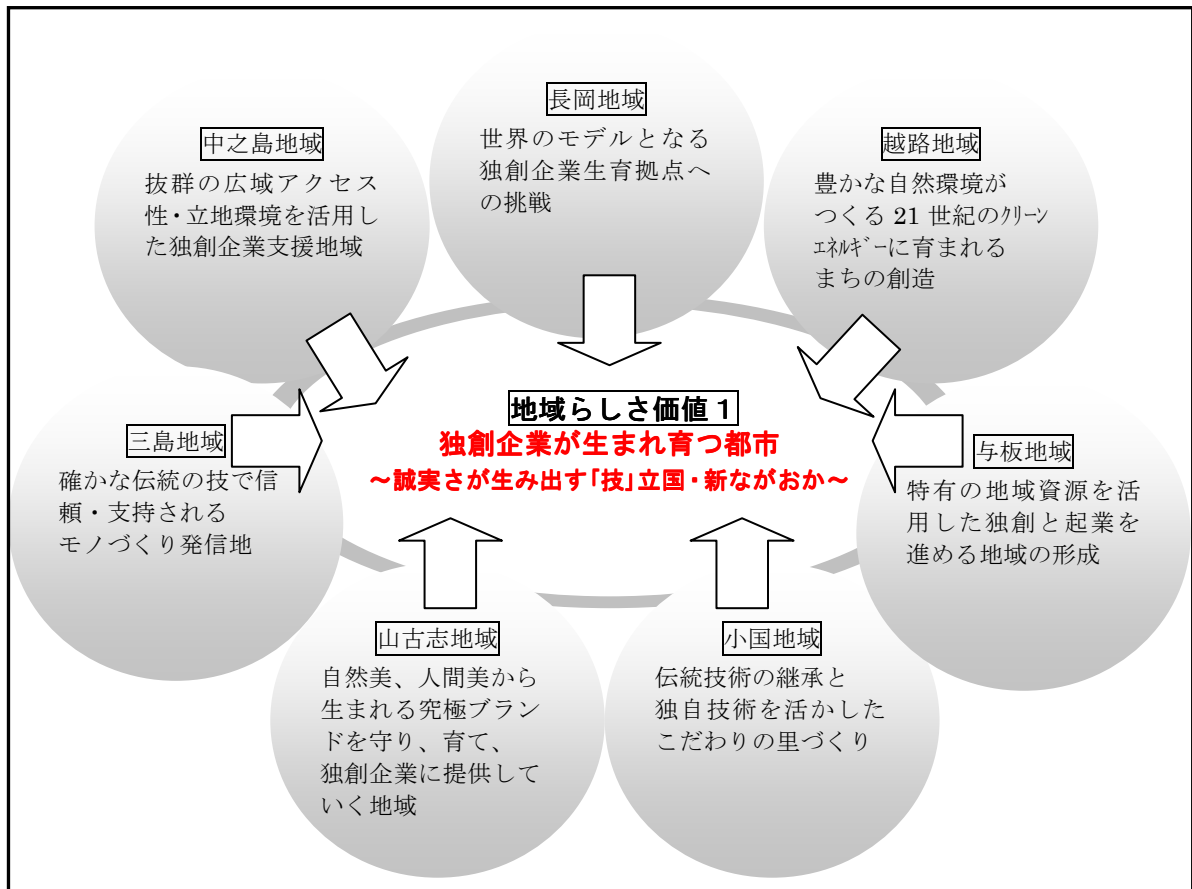 長岡地域
世界のモデルとなる
独創企業生育拠点へ
の挑戦
中之島地域
抜群の広域アクセス
性・立地環境を活用し
た独創企業支援地域
越路地域
豊かな自然環境が
つくる 21 世紀のｸﾘｰﾝ
ｴﾈﾙｷﾞｰに育まれる
まちの創造
地域らしさ価値１
独創企業が生まれ育つ都市
～誠実さが生み出す｢技｣立国・新ながおか～
三島地域
確かな伝統の技で信
頼・支持される
モノづくり発信地
与板地域
特有の地域資源を活
用した独創と起業を
進める地域の形成
山古志地域
自然美、人間美から
生まれる究極ブラン
ドを守り、育て、
独創企業に提供して
いく地域
小国地域
伝統技術の継承と
独自技術を活かした
こだわりの里づくり